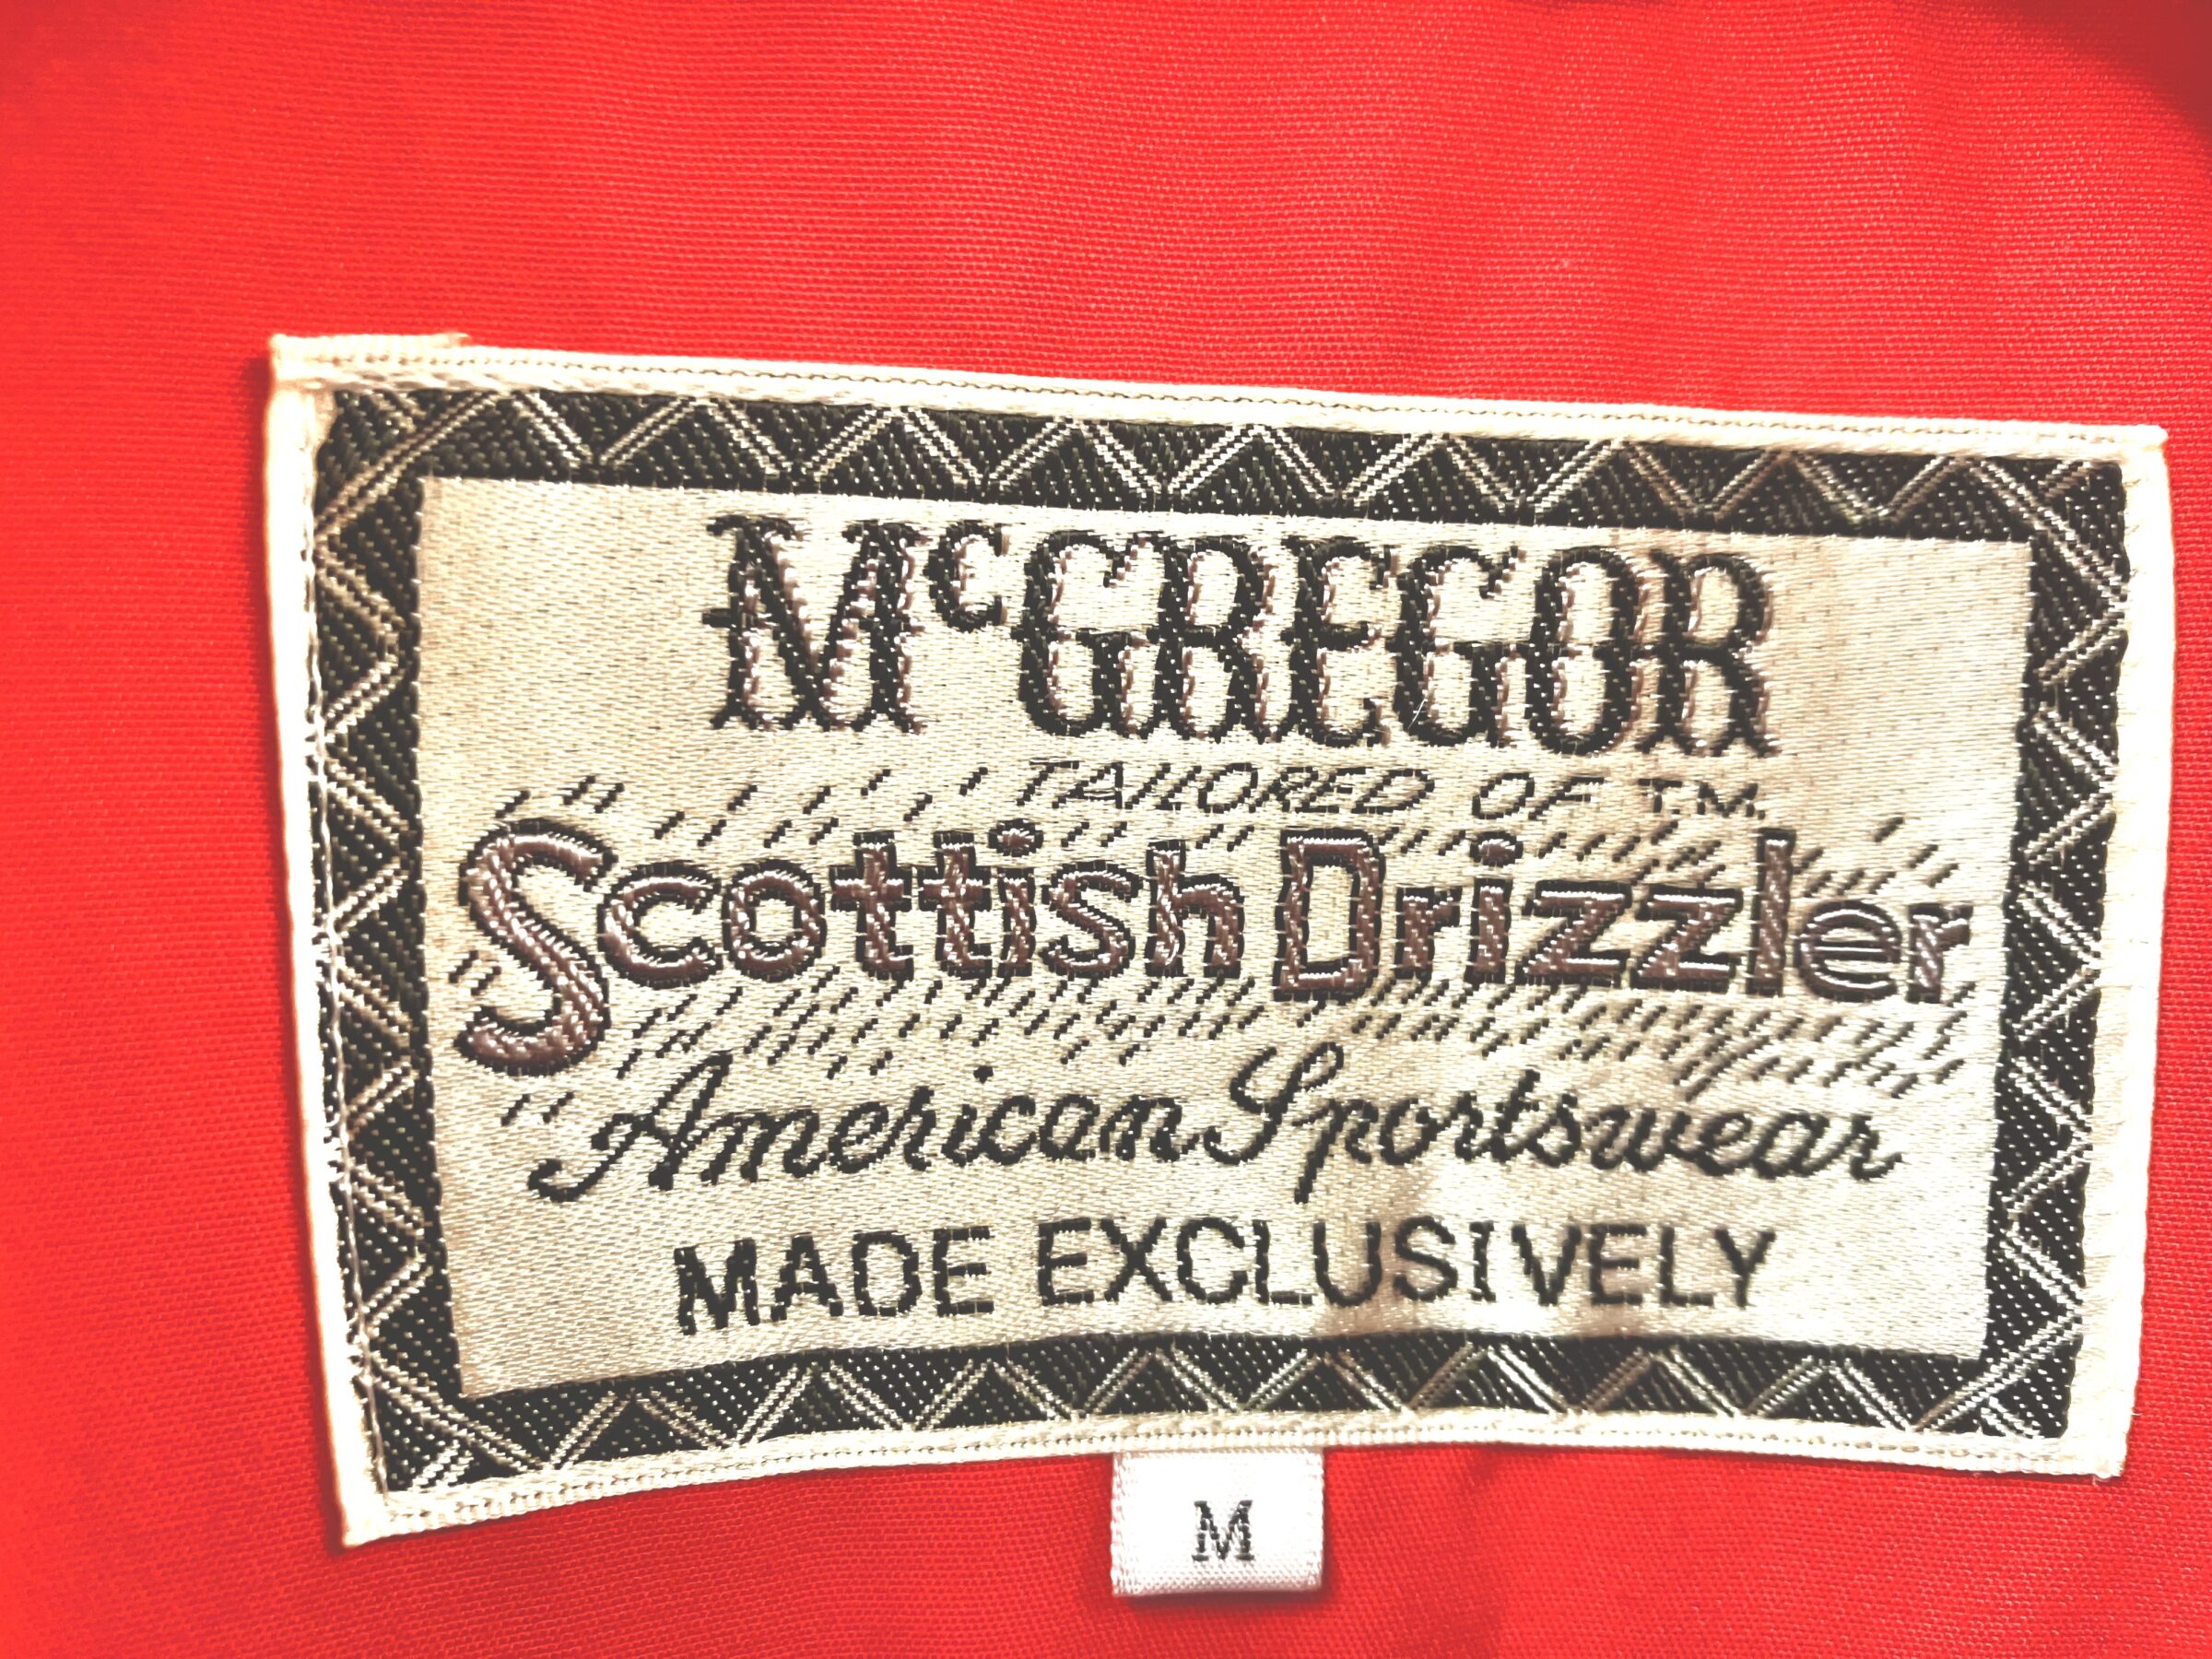 McGREGOR
TAILORED OF T.M.
Scottish Drizzler
American Sportswear
MADE EXCLUSIVELY
M